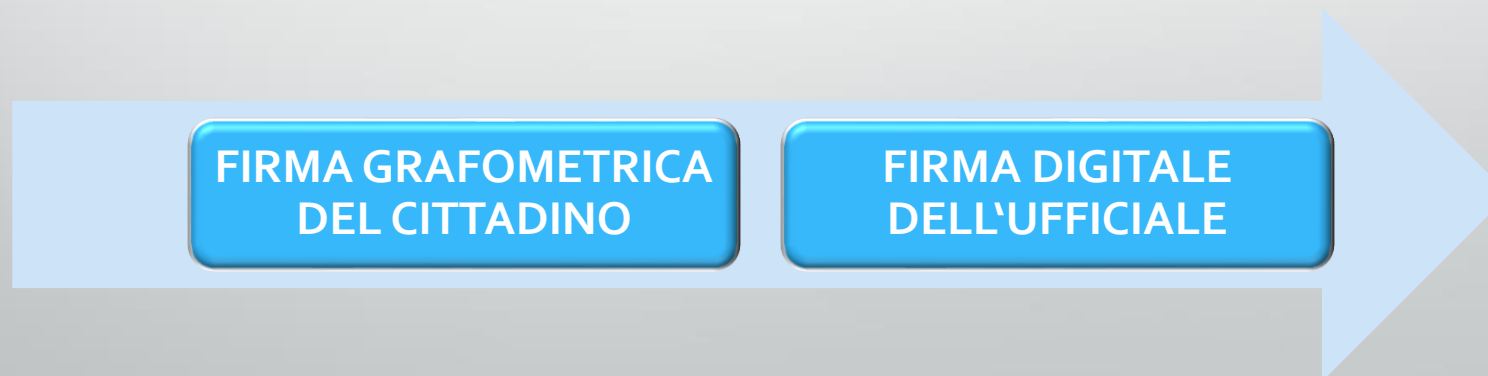 FIRMA GRAFOMETRICA
DEL CITTADINO
FIRMA DIGITALE
DELL‘UFFICIALE